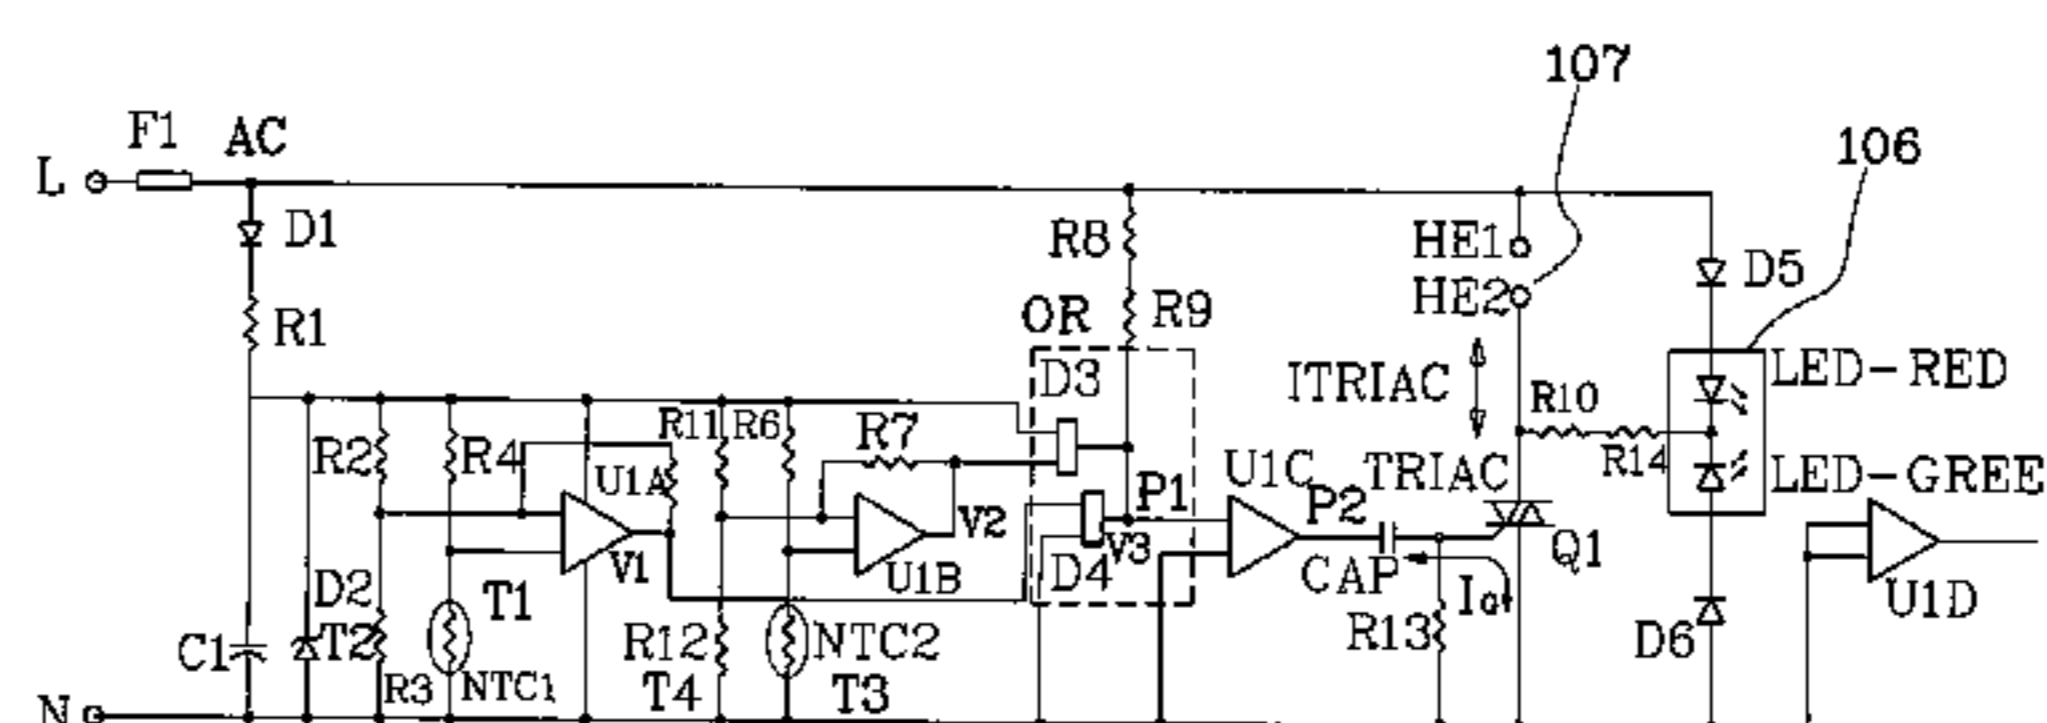 107
F1
AC
106
L
D1
R8
HE1
D5
R1
R9
HE2
OR
D3
ITRIAC
LED-RED
R10
R2
R4
R11
R6
R7
U1A
R14
U1C
TRIAC
LED-GREE
P1
P2
V2
V3
V1
Q1
D4
CAP
U1B
Ia
U1D
D2
T1
C1
T2
R12
NTC2
R13
D6
R3
NTC1
T4
T3
N